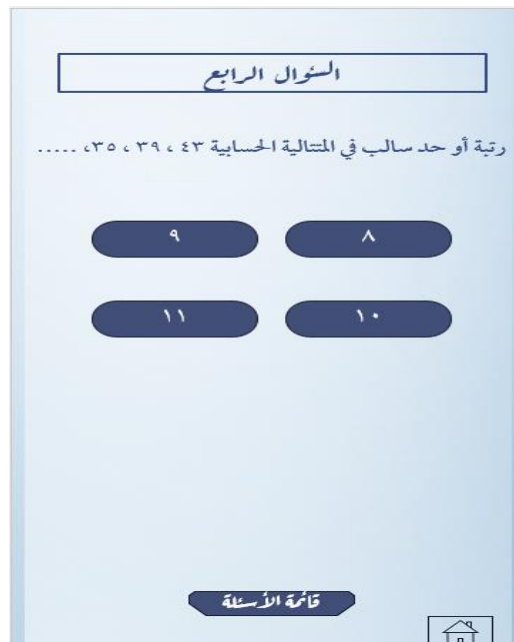 السؤال الرابع
رتبة أو حد سالب في المتتالية الحسابية ٤٣ ، ٣٩ ، ٣٥، .....
٨
٩
١٠
١١
قائمة الأسئلة